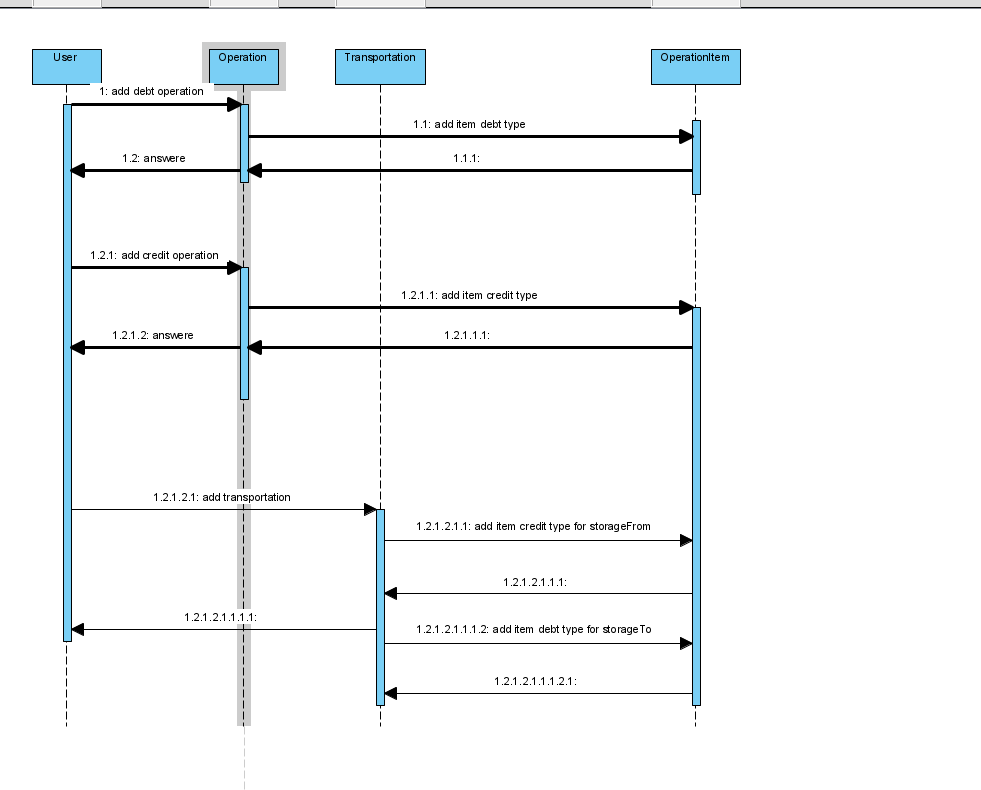 User
Operation
Transportation
OperationItem
1: add debt operation
1.1: add item debt type
1.2: answere
1.1.1:
1.2.1: add credit operation
1.2.1.1: add item credit type
1.2.1.2: answere
1.2.1.1.1:
1.2.1.2.1: add transportation
1.2.1.2.1.1: add item credit type for storageFrom
1.2.1.2.1.1.1:
1.2.1.2.1.1.1.1:
1.2.1.2.1.1.1.2: add item debt type for storageTo
1.2.1.2.1.1.1.2.1: